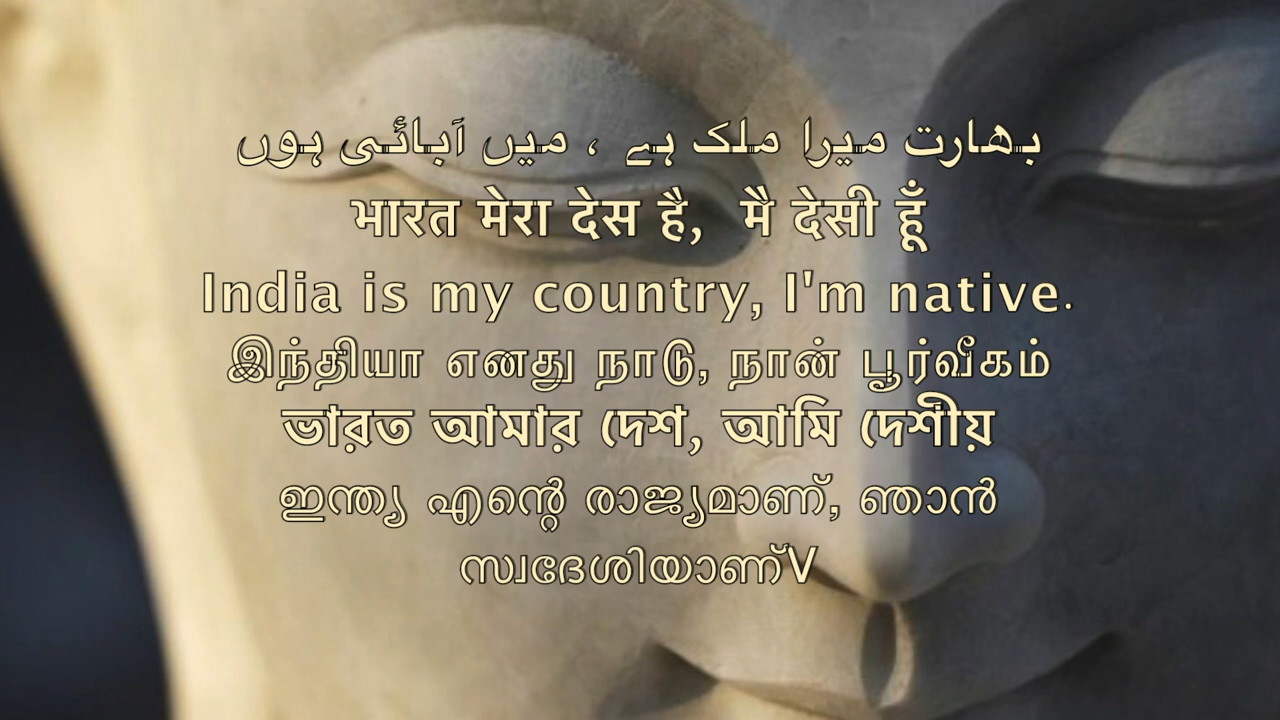 بھارت میرا ملک ہے ، میں آبائی ہوں
भारत मेरा देस है, मै देसी हूँ
India is my country, I'm native.
இந்தியா எனது நாடு, நான் பூர்வீகம்
ভারত আমার দেশ, আমি দেশীয়
ഇന്ത്യ എന്റെ രാജ്യമാണ്, ഞാൻ
സ്വദേശിയാണ്V